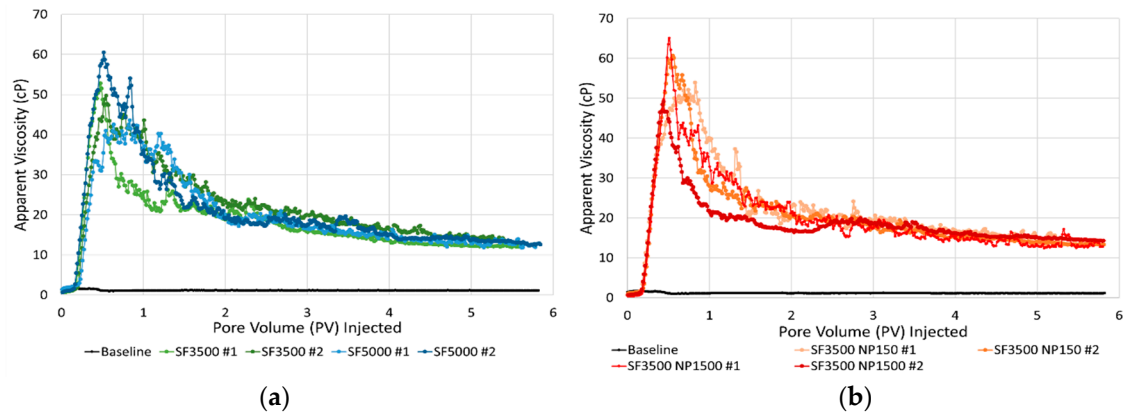 70
60
50
40
30
20
10
0
Apparent Viscosity (cP)
0 1 2 3 4 5 6
Pore Volume (PV) Injected
Baseline SF3500 #1 SF3500 #2 SF5000 #1 SF5000 #2
(a)
70
60
50
40
30
20
10
0
Apparent Viscosity (cP)
0 1 2 3 4 5 6
Pore Volume (PV) Injected
Baseline SF3500 NP150 #1 SF3500 NP150 #2
SF3500 NP1500 #1 SF3500 NP1500 #2
(b)